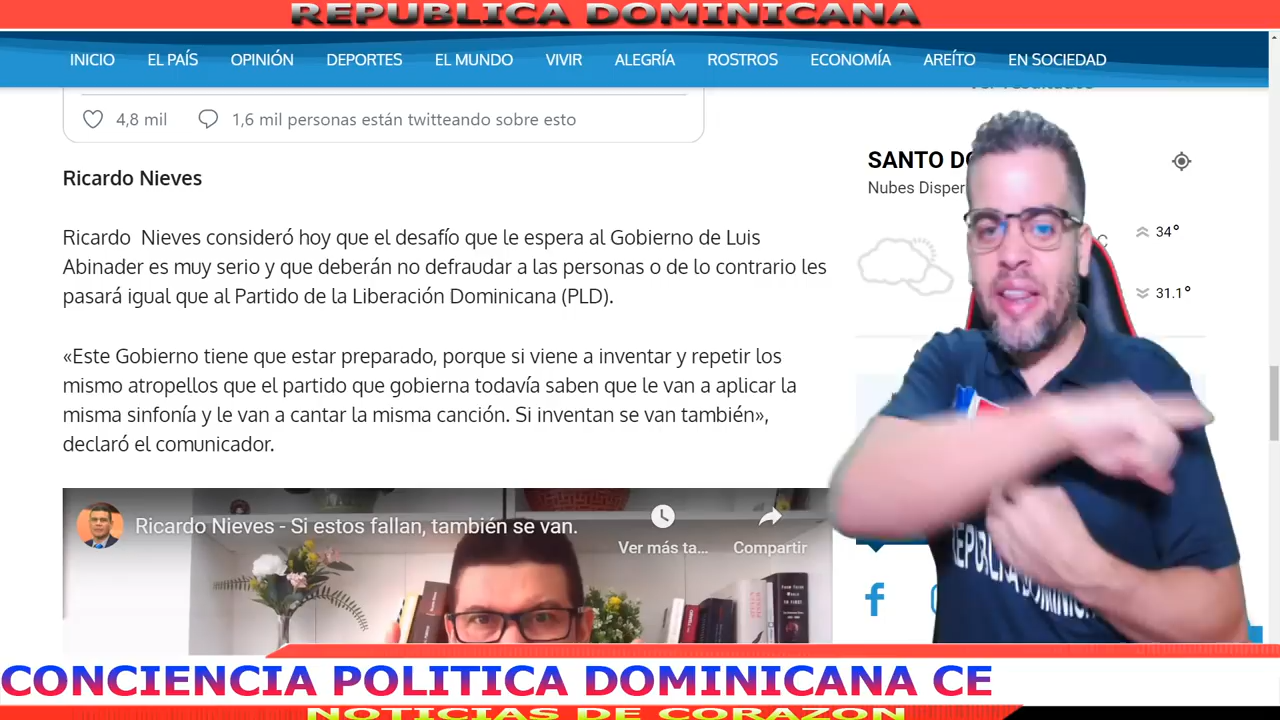 REPUBLICA DOMINICANA
INICIO EL PAÍS OPINIÓN DEPORTES EL MUNDO VIVIR ALEGRÍA ROSTROS ECONOMÍA AREÍTO EN SOCIEDAD
4,8 mil 1,6 mil personas están twitteando sobre esto
Ricardo Nieves
Ricardo Nieves consideró hoy que el desafío que le espera al Gobierno de Luis
Abinader es muy serio y que deberán no defraudar a las personas o de lo contrario les
pasará igual que al Partido de la Liberación Dominicana (PLD).
«Este Gobierno tiene que estar preparado, porque si viene a inventar y repetir los
mismo atropellos que el partido que gobierna todavía saben que le van a aplicar la
misma sinfonía y le van a cantar la misma canción. Si inventan se van también»,
declaró el comunicador.
Ricardo Nieves - Si estos fallan, también se van.
Ver más ta...
Compartir
SANTO DO
Nubes Disper
C
34°
31.1°
CONCIENCIA POLITICA DOMINICANA CE
NOTICIAS DE CORAZON